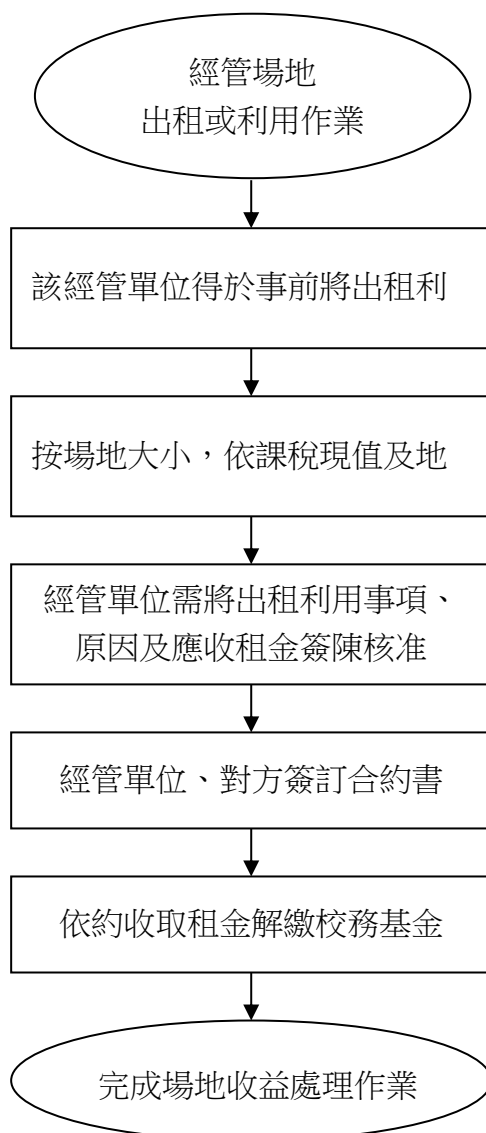 經管場地
出租或利用作業
該經管單位得於事前將出租利
按場地大小，依課稅現值及地
經管單位需將出租利用事項、
原因及應收租金簽陳核准
經管單位、對方簽訂合約書
依約收取租金解繳校務基金
完成場地收益處理作業